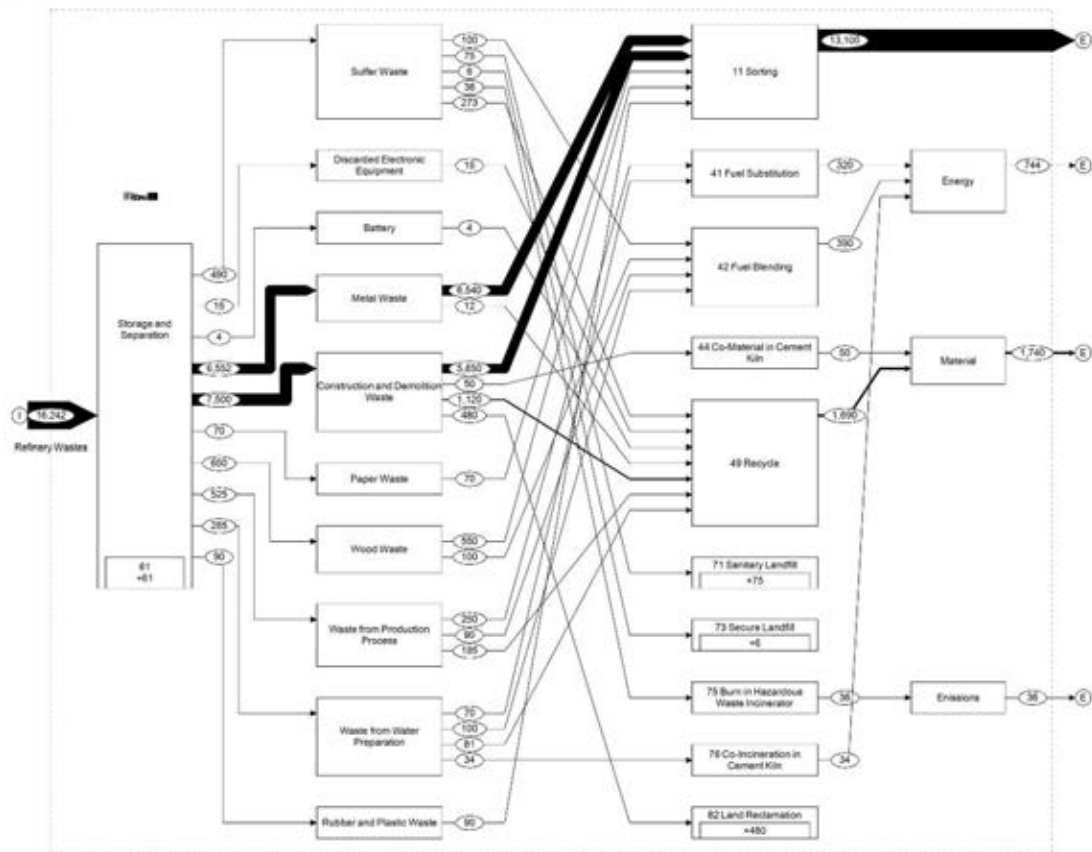 100
75
6
36
273
Sulfer Waste
13,100
E
11 Sorting
Discarded Electronic
Equipment
15
41 Fuel Substitution
320
Energy
744
E
Battery
4
42 Fuel Blending
390
490
15
4
6,552
7,500
70
650
525
285
90
Storage and
Separation
61
+61
I
16,242
Refinery Wastes
Metal Waste
6,540
12
Construction and Demolition
Waste
5,850
50
1,120
480
44 Co-Material in Cement
Kiln
50
Material
1,740
E
Paper Waste
70
49 Recycle
1,690
Wood Waste
550
100
71 Sanitary Landfill
+75
Waste from Production
Process
250
90
185
73 Secure Landfill
+6
Waste from Water
Preparation
70
100
81
34
75 Burn in Hazardous
Waste Incinerator
36
Enissions
36
E
76 Co-Incineration in
Cement Kiln
34
Rubber and Plastic Waste
90
82 Land Reclamation
+480